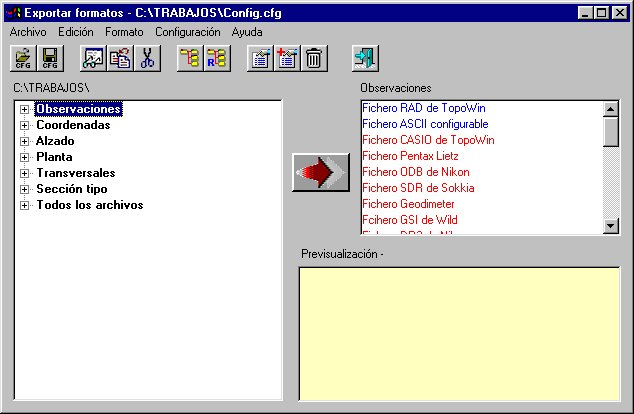 Exportar formatos - C:\TRABAJOS\Config.cfg
Archivo Edición Formato Configuración Ayuda
CFG CFG R
C:\TRABAJOS\
Observaciones
Coordenadas
Alzado
Planta
Transversales
Sección tipo
Todos los archivos
Observaciones
Fichero RAD de TopoWin
Fichero ASCII configurable
Fichero CASIO de TopoWin
Fichero Pentax Lietz
Fichero ODB de Nikon
Fichero SDR de Sokkia
Fichero Geodimeter
Fcihero GSI de Wild
Previsualización -